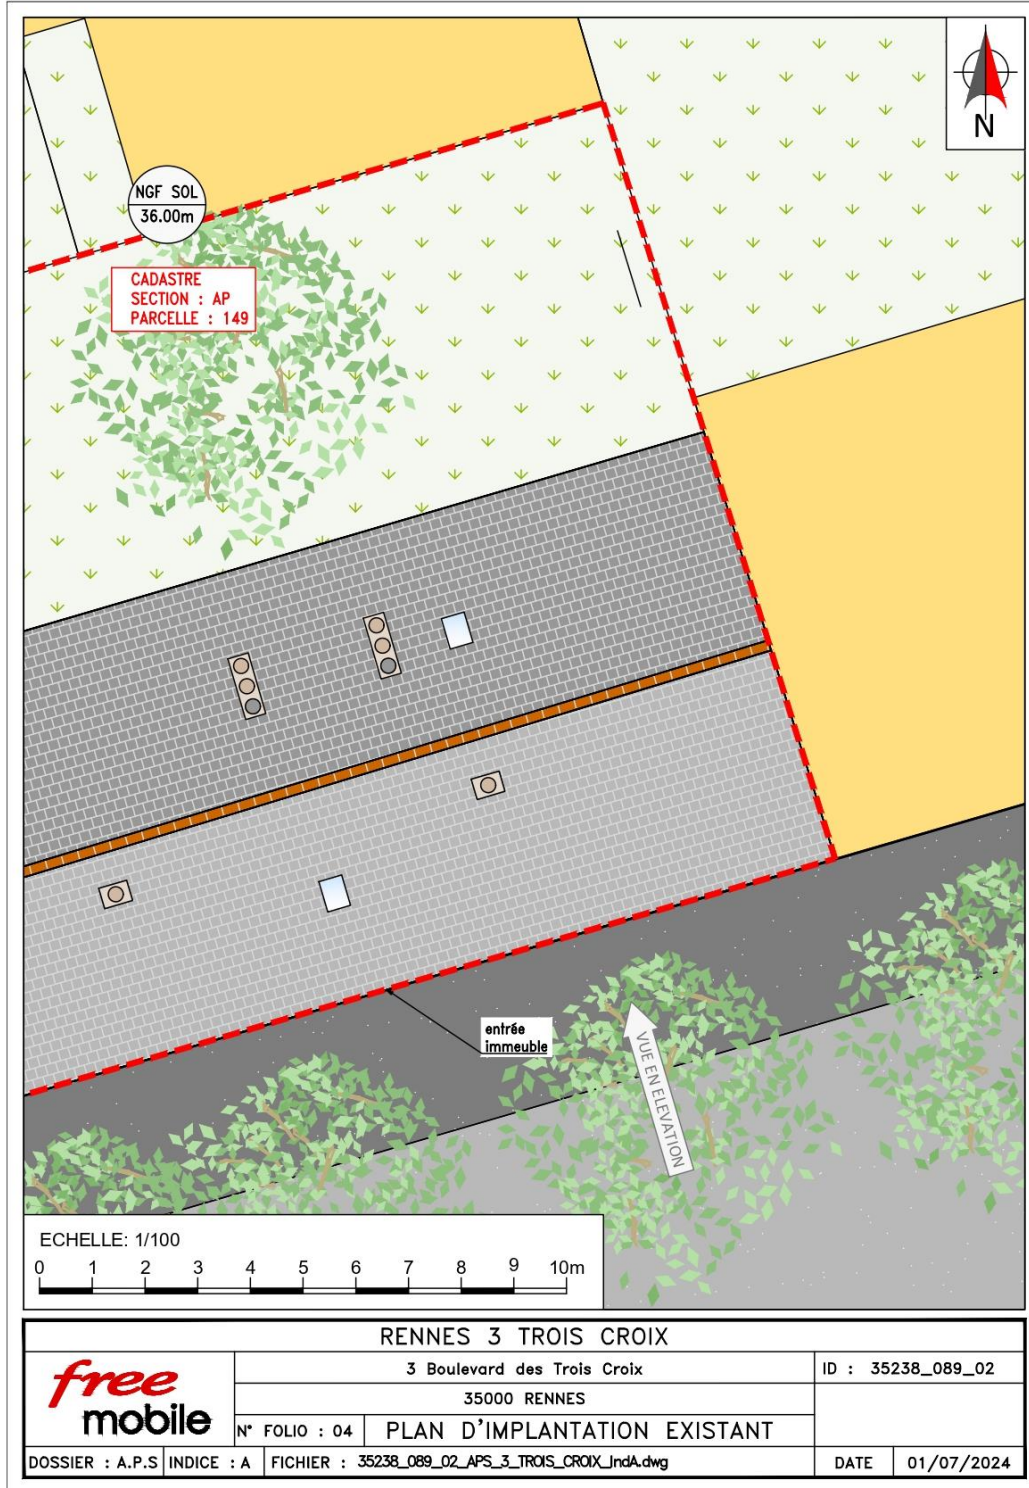 N
NGF SOL
36.00m
CADASTRE
SECTION : AP
PARCELLE : 149
entrée
immeuble
VUE EN ELEVATION
ECHELLE: 1/100
0 1 2 3 4 5 6 7 8 9 10m
RENNES 3 TROIS CROIX
free
mobile
3 Boulevard des Trois Croix
ID : 35238_089_02
35000 RENNES
N° FOLIO : 04
PLAN D'IMPLANTATION EXISTANT
DOSSIER : A.P.S
INDICE : A
FICHIER : 35238_089_02_APS_3_TROIS_CROIX_IndA.dwg
DATE
01/07/2024